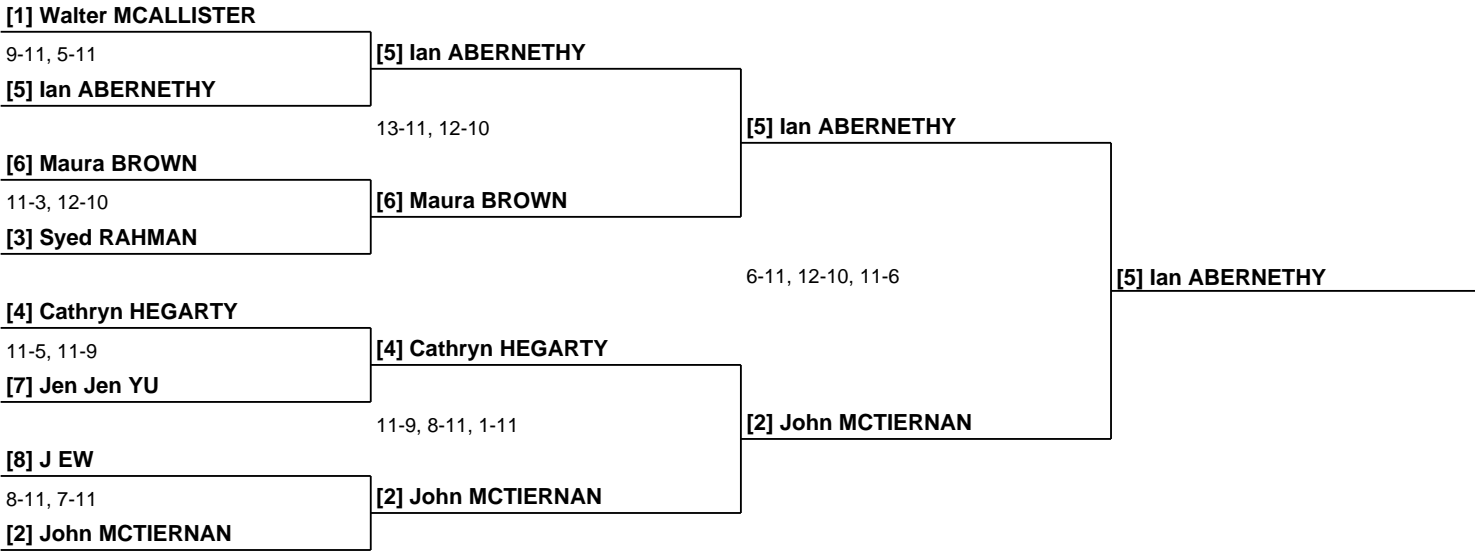 [1] Walter MCALLISTER
9-11, 5-11
[5] Ian ABERNETHY
[5] Ian ABERNETHY
13-11, 12-10
[5] Ian ABERNETHY
[6] Maura BROWN
11-3, 12-10
[6] Maura BROWN
[3] Syed RAHMAN
6-11, 12-10, 11-6
[5] Ian ABERNETHY
[4] Cathryn HEGARTY
11-5, 11-9
[4] Cathryn HEGARTY
[7] Jen Jen YU
11-9, 8-11, 1-11
[2] John MCTIERNAN
[8] J EW
8-11, 7-11
[2] John MCTIERNAN
[2] John MCTIERNAN